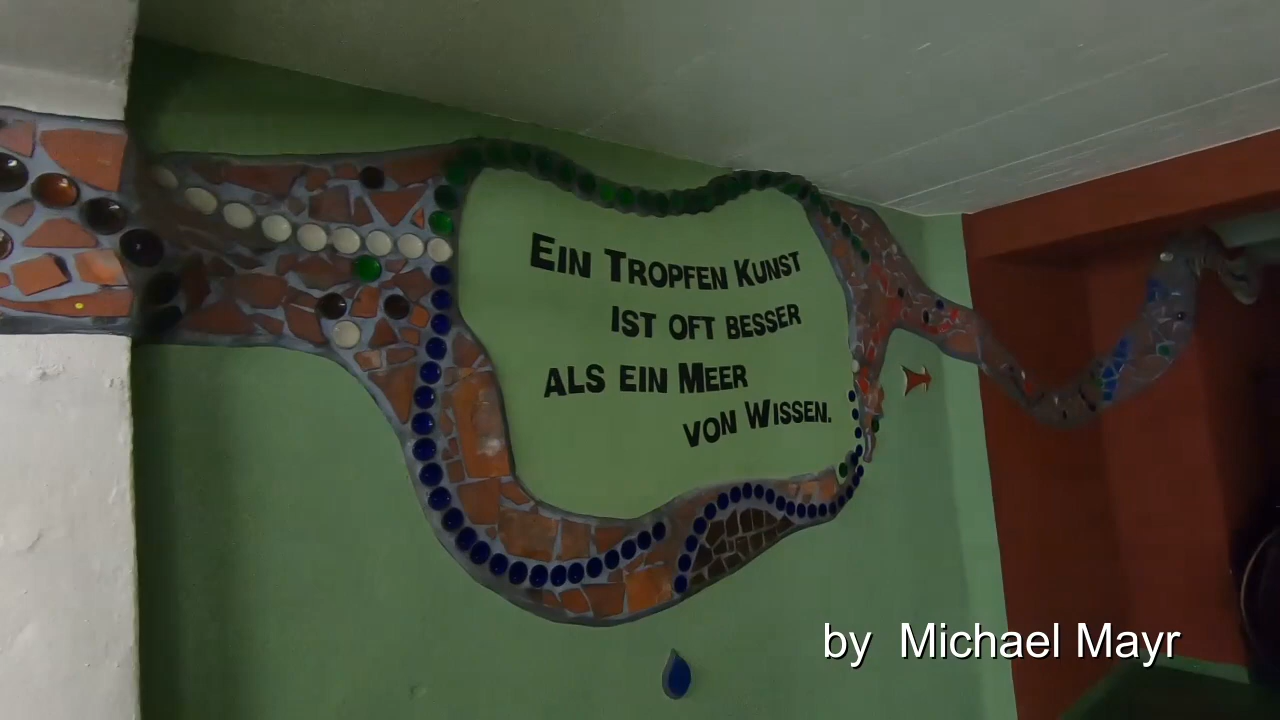 Ein Tropfen Kunst
ist oft besser
als ein Meer
von Wissen.
by Michael Mayr